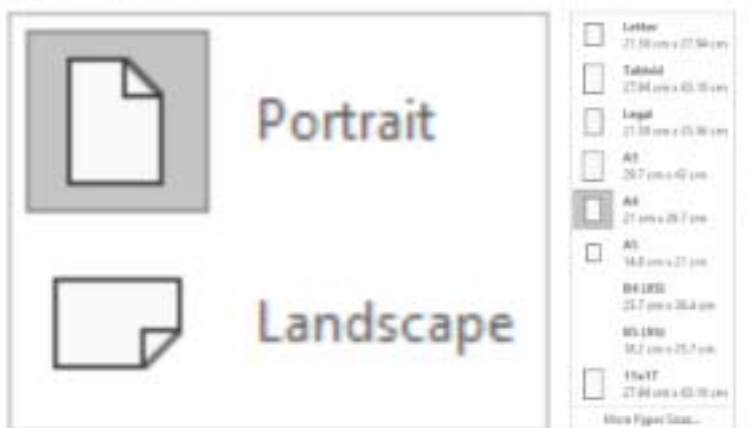 Portrait
Landscape
Letter
21.59 cm x 27.94 cm
Tabloid
27.94 cm x 43.18 cm
Legal
21.59 cm x 35.56 cm
A3
29.7 cm x 42 cm
A4
21 cm x 29.7 cm
A5
14.8 cm x 21 cm
B4 (JIS)
25.7 cm x 36.4 cm
B5 (JIS)
18.2 cm x 25.7 cm
11x17
27.94 cm x 43.18 cm
More Paper Sizes...